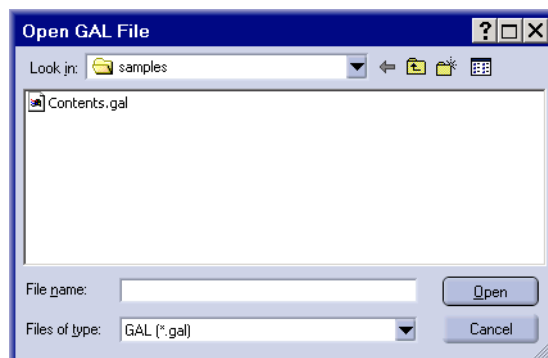 Open GAL File
Look in: samples
Contents.gal
File name:
Open
Files of type: GAL (*.gal)
Cancel